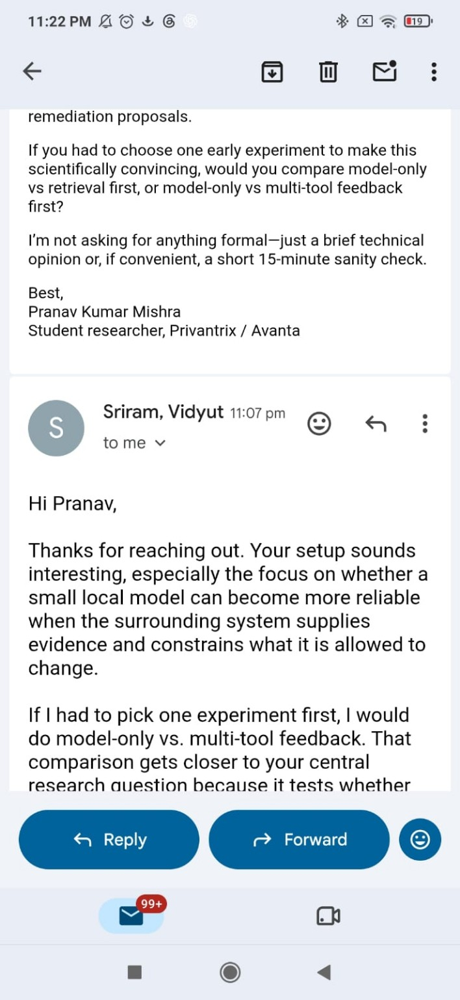 11:22 PM
19
remediation proposals.
If you had to choose one early experiment to make this
scientifically convincing, would you compare model-only
vs retrieval first, or model-only vs multi-tool feedback
first?
I'm not asking for anything formal—just a brief technical
opinion or, if convenient, a short 15-minute sanity check.
Best,
Pranav Kumar Mishra
Student researcher, Privantrix / Avanta
S
Sriram, Vidyut 11:07 pm
to me
Hi Pranav,
Thanks for reaching out. Your setup sounds
interesting, especially the focus on whether a
small local model can become more reliable
when the surrounding system supplies
evidence and constrains what it is allowed to
change.
If I had to pick one experiment first, I would
do model-only vs. multi-tool feedback. That
comparison gets closer to your central
research question because it tests whether
Reply
Forward
99+